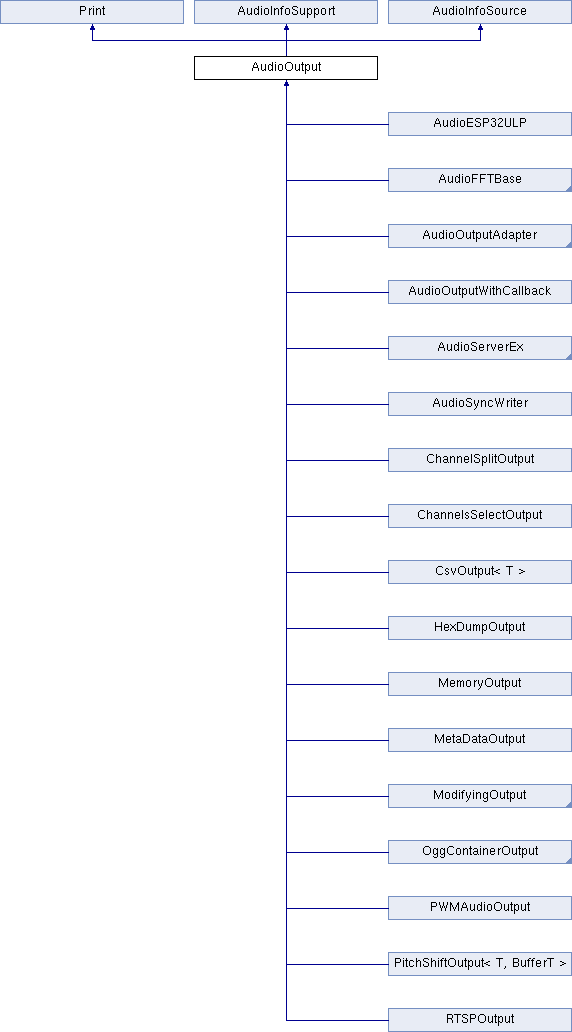 Print AudioInfoSupport AudioInfoSource
AudioOutput
AudioESP32ULP
AudioFFTBase
AudioOutputAdapter
AudioOutputWithCallback
AudioServerEx
AudioSyncWriter
ChannelSplitOutput
ChannelsSelectOutput
CsvOutput< T >
HexDumpOutput
MemoryOutput
MetaDataOutput
ModifyingOutput
OggContainerOutput
PWMAudioOutput
PitchShiftOutput< T, BufferT >
RTSPOutput